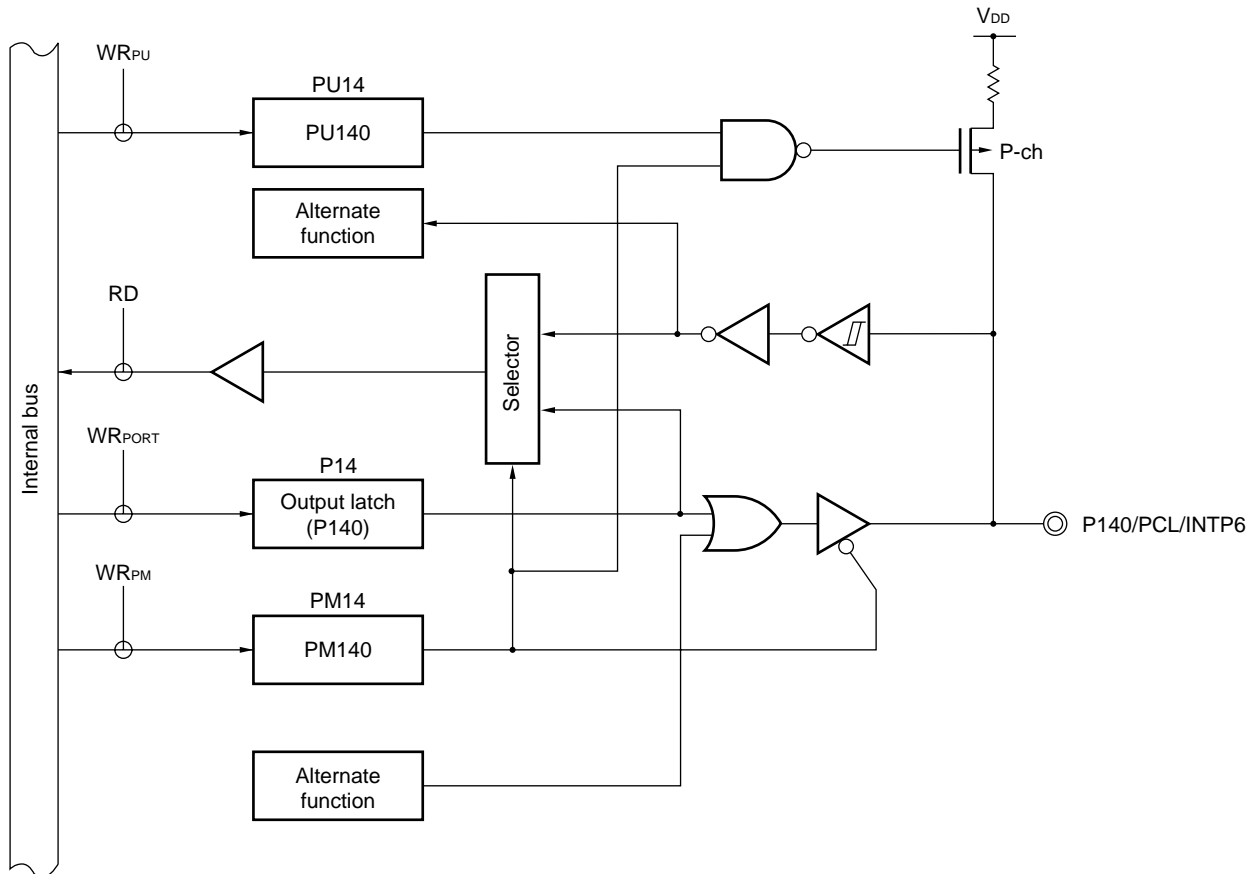 VDD
WRPU
PU14
PU140
P-ch
Alternate
function
RD
Selector
Internal bus
WRPORT
P14
Output latch
(P140)
P140/PCL/INTP6
WRPM
PM14
PM140
Alternate
function